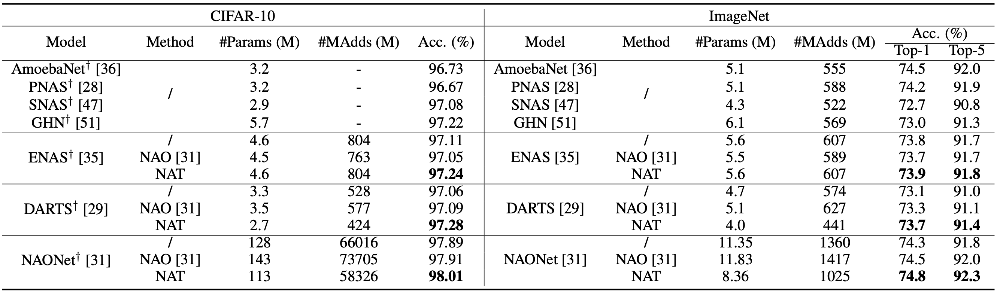 CIFAR-10 ImageNet
Model Method #Params (M) #MAdds (M) Acc. (%) Model Method #Params (M) #MAdds (M) Acc. (%)
Top-1 Top-5
AmoebaNet† [36] 3.2 - 96.73 AmoebaNet [36] 5.1 555 74.5 92.0
PNAS† [28] / 3.2 - 96.67 PNAS [28] / 5.1 588 74.2 91.9
SNAS† [47] 2.9 - 97.08 SNAS [47] 4.3 522 72.7 90.8
GHN† [51] 5.7 - 97.22 GHN [51] 6.1 569 73.0 91.3
/ 4.6 804 97.11 / 5.6 607 73.8 91.7
ENAS† [35] NAO [31] 4.5 763 97.05 ENAS [35] NAO [31] 5.5 589 73.7 91.7
NAT 4.6 804 97.24 NAT 5.6 607 73.9 91.8
/ 3.3 528 97.06 / 4.7 574 73.1 91.0
DARTS† [29] NAO [31] 3.5 577 97.09 DARTS [29] NAO [31] 5.1 627 73.3 91.1
NAT 2.7 424 97.28 NAT 4.0 441 73.7 91.4
/ 128 66016 97.89 / 11.35 1360 74.3 91.8
NAONet† [31] NAO [31] 143 73705 97.91 NAONet [31] NAO [31] 11.83 1417 74.5 92.0
NAT 113 58326 98.01 NAT 8.36 1025 74.8 92.3